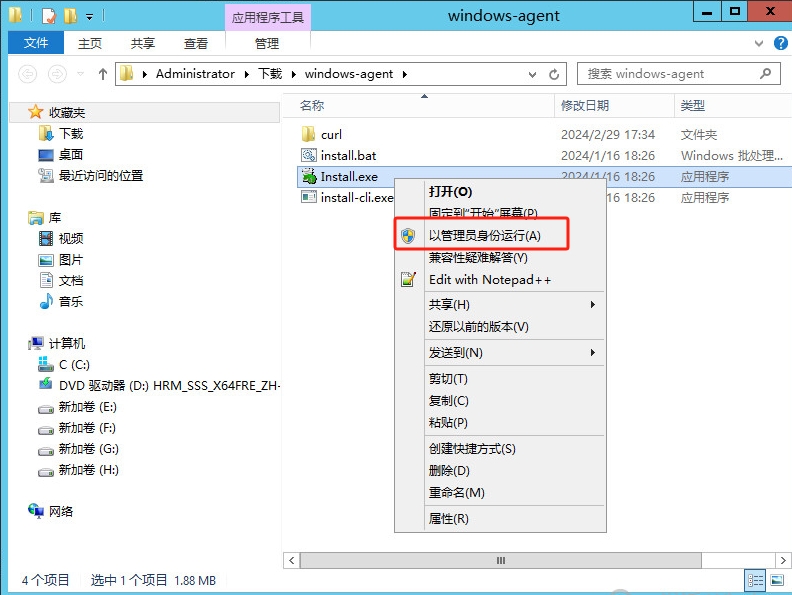 应用程序工具
windows-agent
文件 主页 共享 查看 管理
Administrator 下载 windows-agent
搜索 windows-agent
名称 修改日期 类型
收藏夹
下载
桌面
最近访问的位置
库
视频
图片
文档
音乐
计算机
C (C:)
DVD 驱动器 (D:) HRM_SSS_X64FRE_ZH-
新加卷 (E:)
新加卷 (F:)
新加卷 (G:)
新加卷 (H:)
网络
curl 2024/2/29 17:34 文件夹
install.bat 2024/1/16 18:26 Windows 批处理...
Install.exe 2024/1/16 18:26 应用程序
install-cli.exe 16 18:26 应用程序
打开(O)
固定到"开始"屏幕(P)
以管理员身份运行(A)
兼容性疑难解答(Y)
Edit with Notepad++
共享(H)
还原以前的版本(V)
发送到(N)
剪切(T)
复制(C)
粘贴(P)
创建快捷方式(S)
删除(D)
重命名(M)
属性(R)
4 个项目 选中 1 个项目 1.88 MB